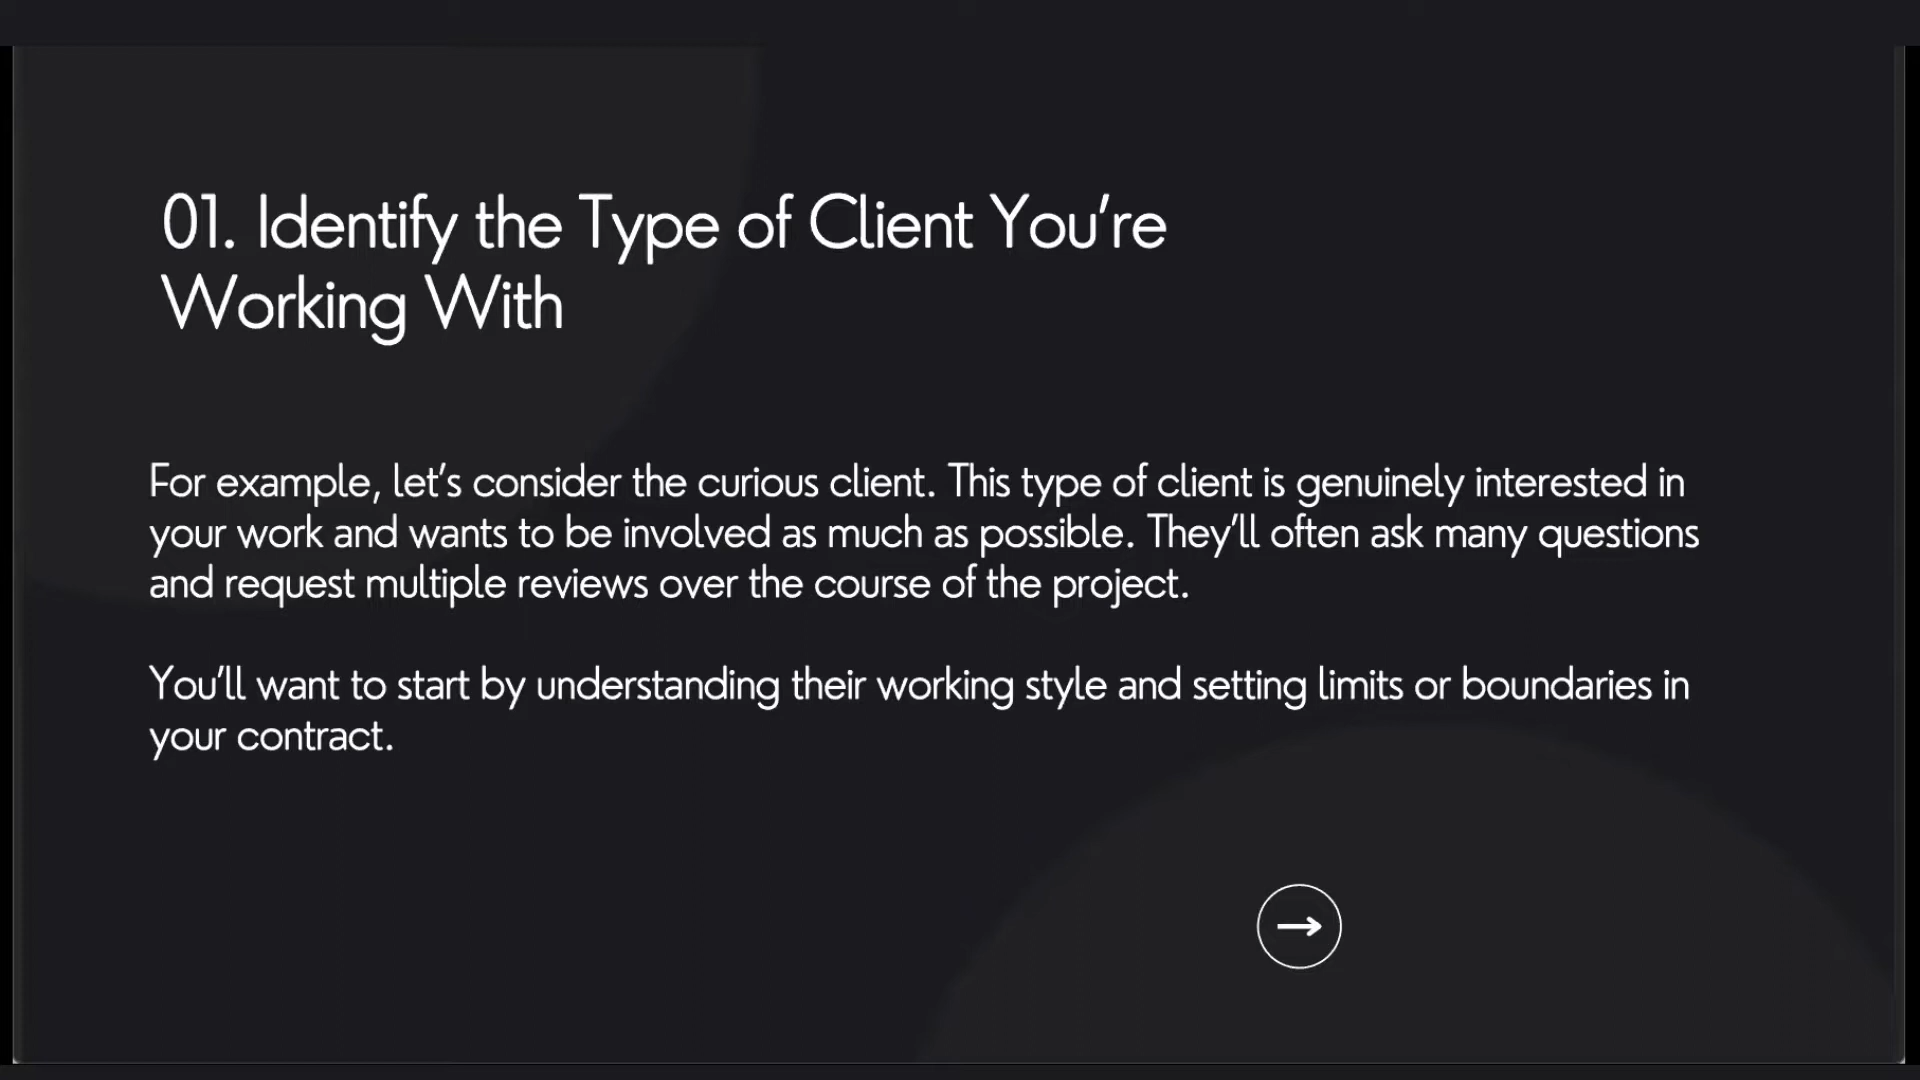 01. Identify the Type of Client You’re
Working With
For example, let’s consider the curious client. This type of client is genuinely interested in
your work and wants to be involved as much as possible. They’ll often ask many questions
and request multiple reviews over the course of the project.
You’ll want to start by understanding their working style and setting limits or boundaries in
your contract.